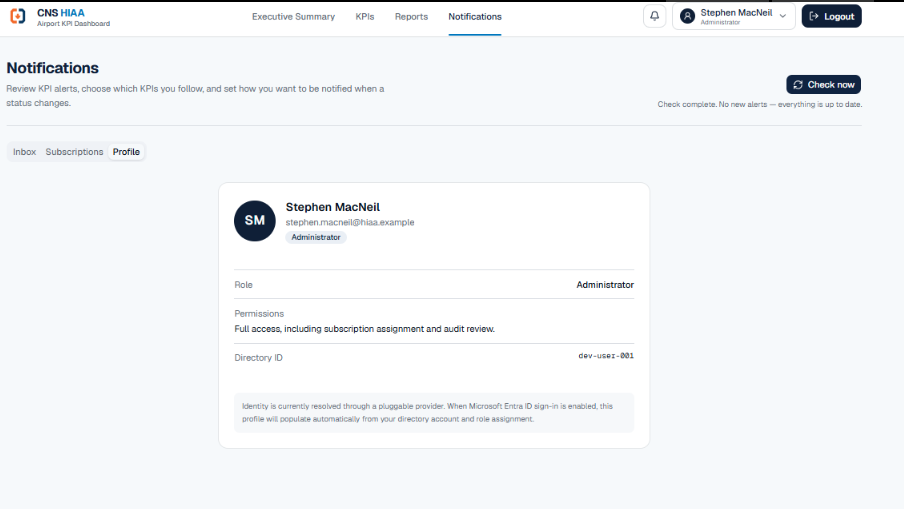 CNS HIAA
Airport KPI Dashboard
Executive Summary
KPIs
Reports
Notifications
Stephen MacNeil
Administrator
Logout
Notifications
Review KPI alerts, choose which KPIs you follow, and set how you want to be notified when a
status changes.
Check now
Check complete. No new alerts — everything is up to date.
Inbox
Subscriptions
Profile
SM
Stephen MacNeil
stephen.macneil@hiaa.example
Administrator
Role
Administrator
Permissions
Full access, including subscription assignment and audit review.
Directory ID
dev-user-001
Identity is currently resolved through a pluggable provider. When Microsoft Entra ID sign-in is enabled, this
profile will populate automatically from your directory account and role assignment.